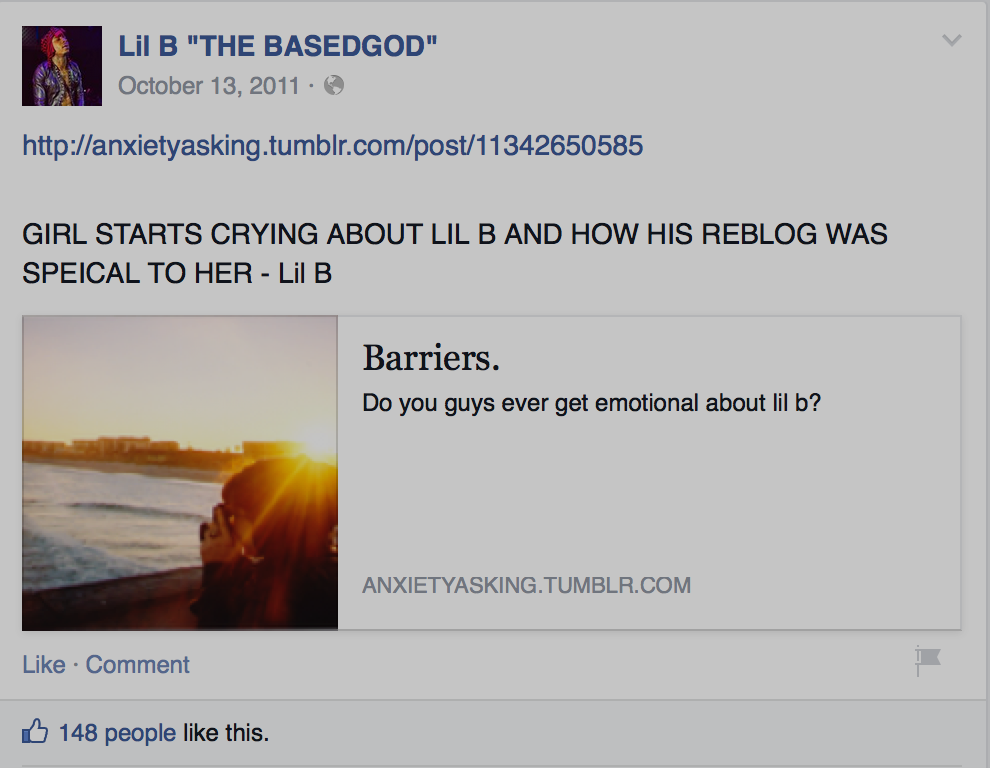 Lil B "THE BASEDGOD"
October 13, 2011 ·
http://anxietyasking.tumblr.com/post/11342650585
GIRL STARTS CRYING ABOUT LIL B AND HOW HIS REBLOG WAS
SPEICAL TO HER - Lil B
Barriers.
Do you guys ever get emotional about lil b?
ANXIETYASKING.TUMBLR.COM
Like · Comment
148 people like this.